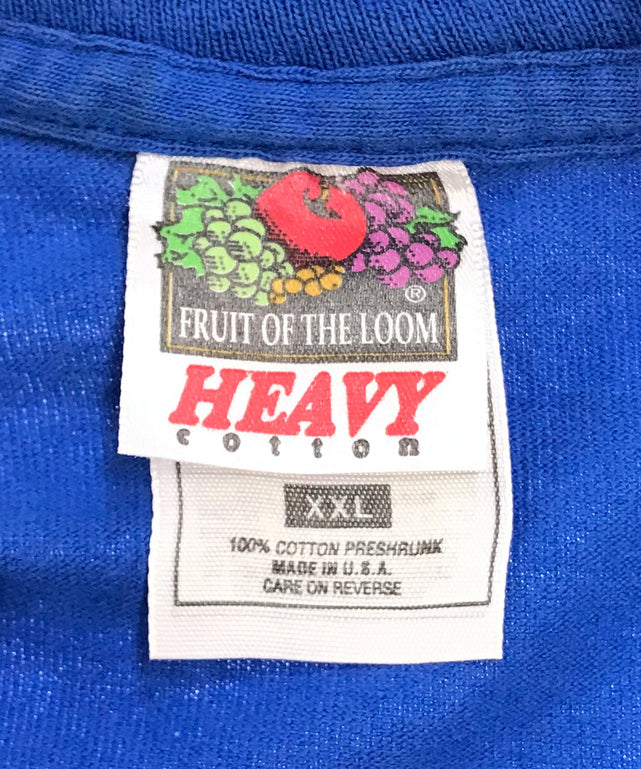 ®
FRUIT OF THE LOOM
HEAVY
cotton
XXL
100% COTTON PRESHRUNK
MADE IN U.S.A.
CARE ON REVERSE